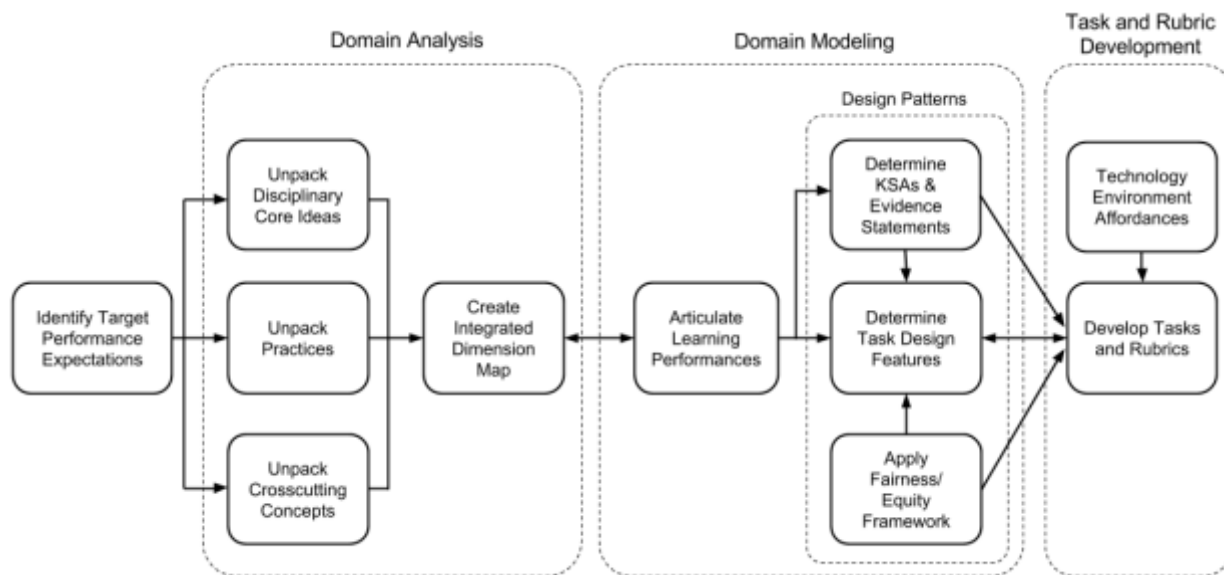 Domain Analysis
Domain Modeling
Task and Rubric
Development
Design Patterns
Identify Target
Performance
Expectations
Unpack
Disciplinary
Core Ideas
Unpack
Practices
Unpack
Crosscutting
Concepts
Create
Integrated
Dimension
Map
Articulate
Learning
Performances
Determine
KSAs &
Evidence
Statements
Determine
Task Design
Features
Apply Fairness/
Equity
Framework
Technology
Environment
Affordances
Develop Tasks
and Rubrics